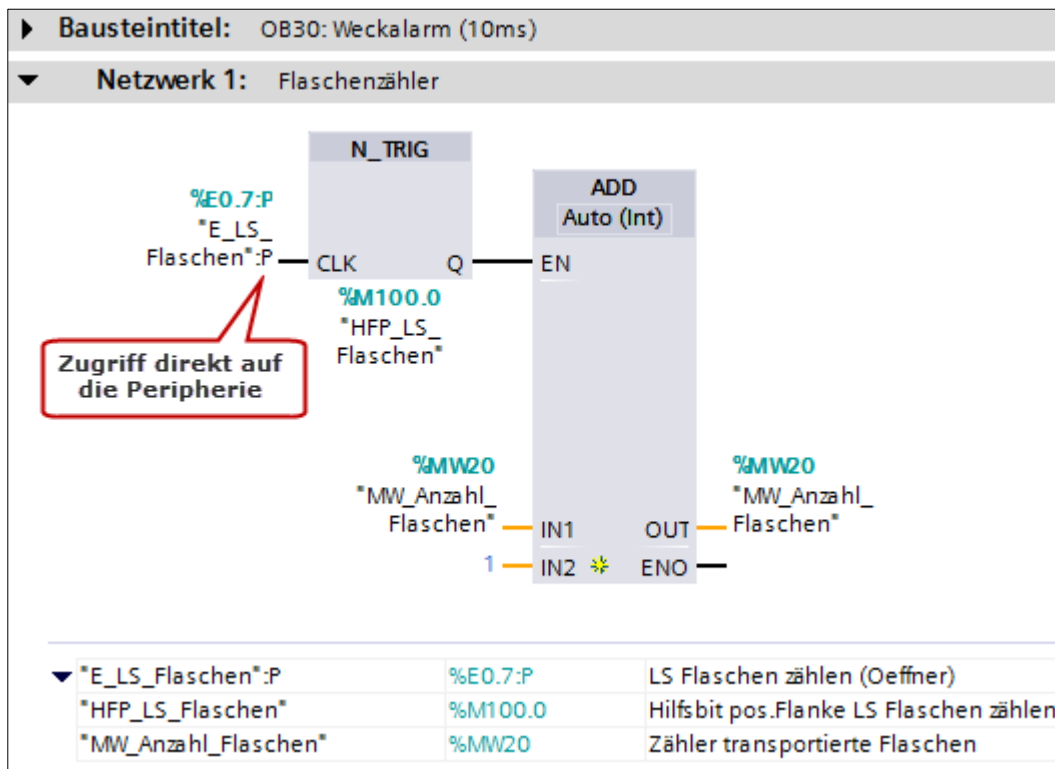 Bausteintitel: OB30: Weckalarm (10ms)
Netzwerk 1: Flaschenzähler
N_TRIG
%E0.7:P
"E_LS_
Flaschen":P
CLK Q
%M100.0
"HFP_LS_
Flaschen"
Zugriff direkt auf
die Peripherie
ADD
Auto (Int)
EN
%MW20
"MW_Anzahl_
Flaschen"
IN1 OUT
%MW20
"MW_Anzahl_
Flaschen"
1
IN2 ENO
"E_LS_Flaschen":P %E0.7:P LS Flaschen zählen (Oeffner)
"HFP_LS_Flaschen" %M100.0 Hilfsbit pos.Flanke LS Flaschen zählen
"MW_Anzahl_Flaschen" %MW20 Zähler transportierte Flaschen